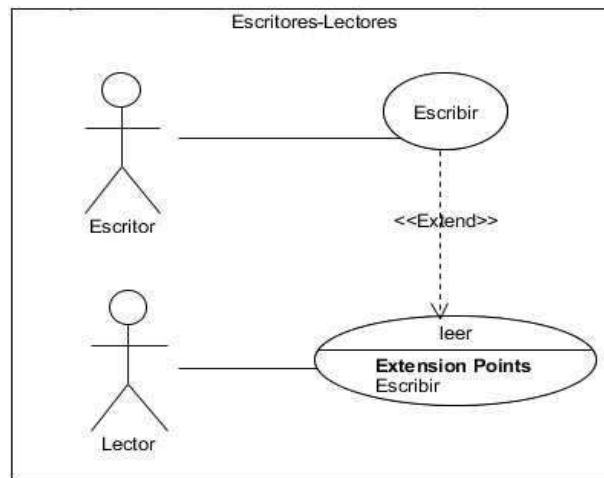 Escritores-Lectores
Escribir
Escritor
<<Extend>>
leer
Extension Points
Escribir
Lector